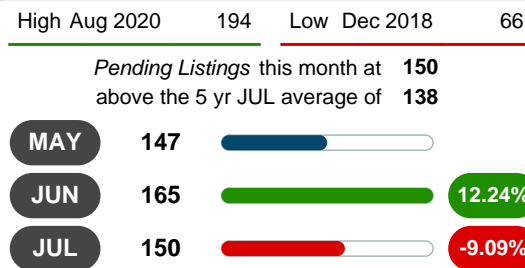 High Aug 2020 194 Low Dec 2018 66
Pending Listings this month at 150
above the 5 yr JUL average of 138
MAY 147
JUN 165 12.24%
JUL 150 -9.09%